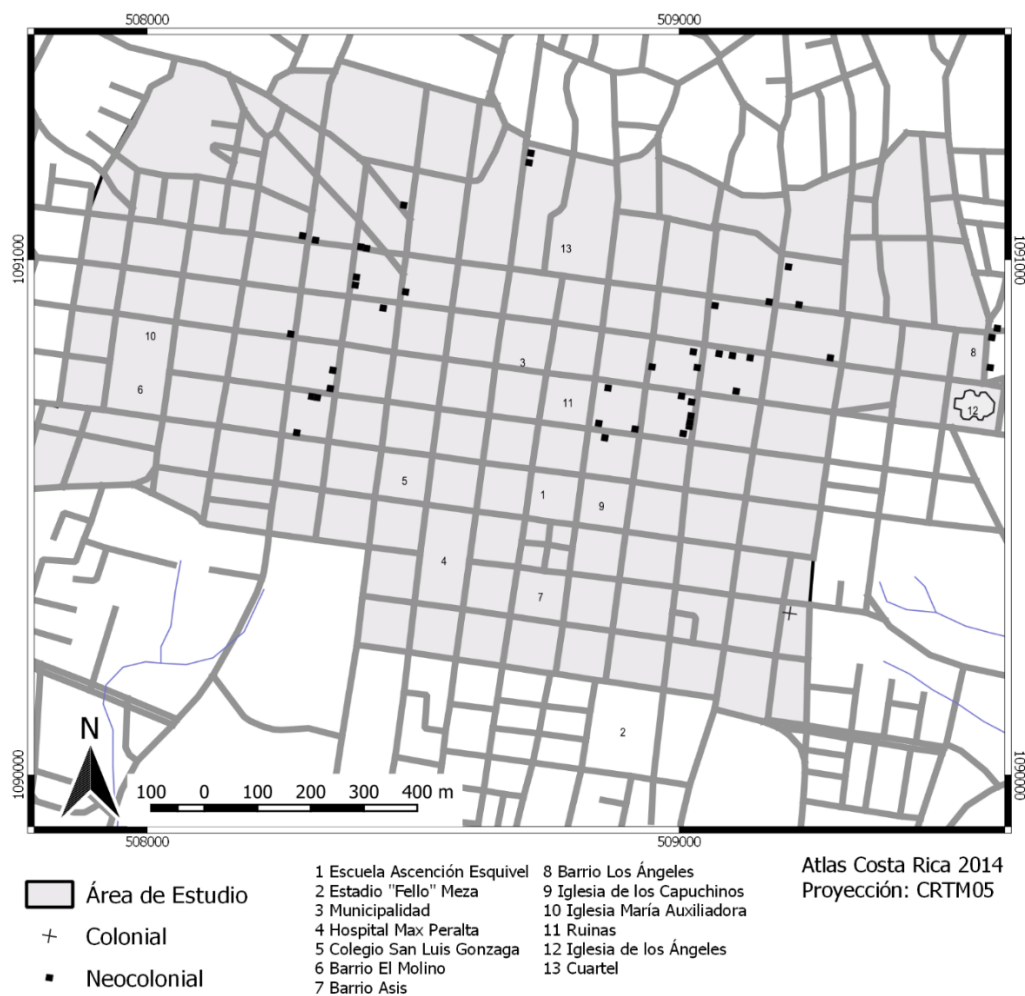 508000
509000
1091000
1091000
13
10
3
8
6
11
12
5
1
9
4
7
2
N
1090000
1090000
100 0 100 200 300 400 m
508000
509000
Área de Estudio
Colonial
Neocolonial
1 Escuela Ascención Esquivel
2 Estadio "Fello" Meza
3 Municipalidad
4 Hospital Max Peralta
5 Colegio San Luis Gonzaga
6 Barrio El Molino
7 Barrio Asis
8 Barrio Los Ángeles
9 Iglesia de los Capuchinos
10 Iglesia María Auxiliadora
11 Ruinas
12 Iglesia de los Ángeles
13 Cuartel
Atlas Costa Rica 2014
Proyección: CRTM05